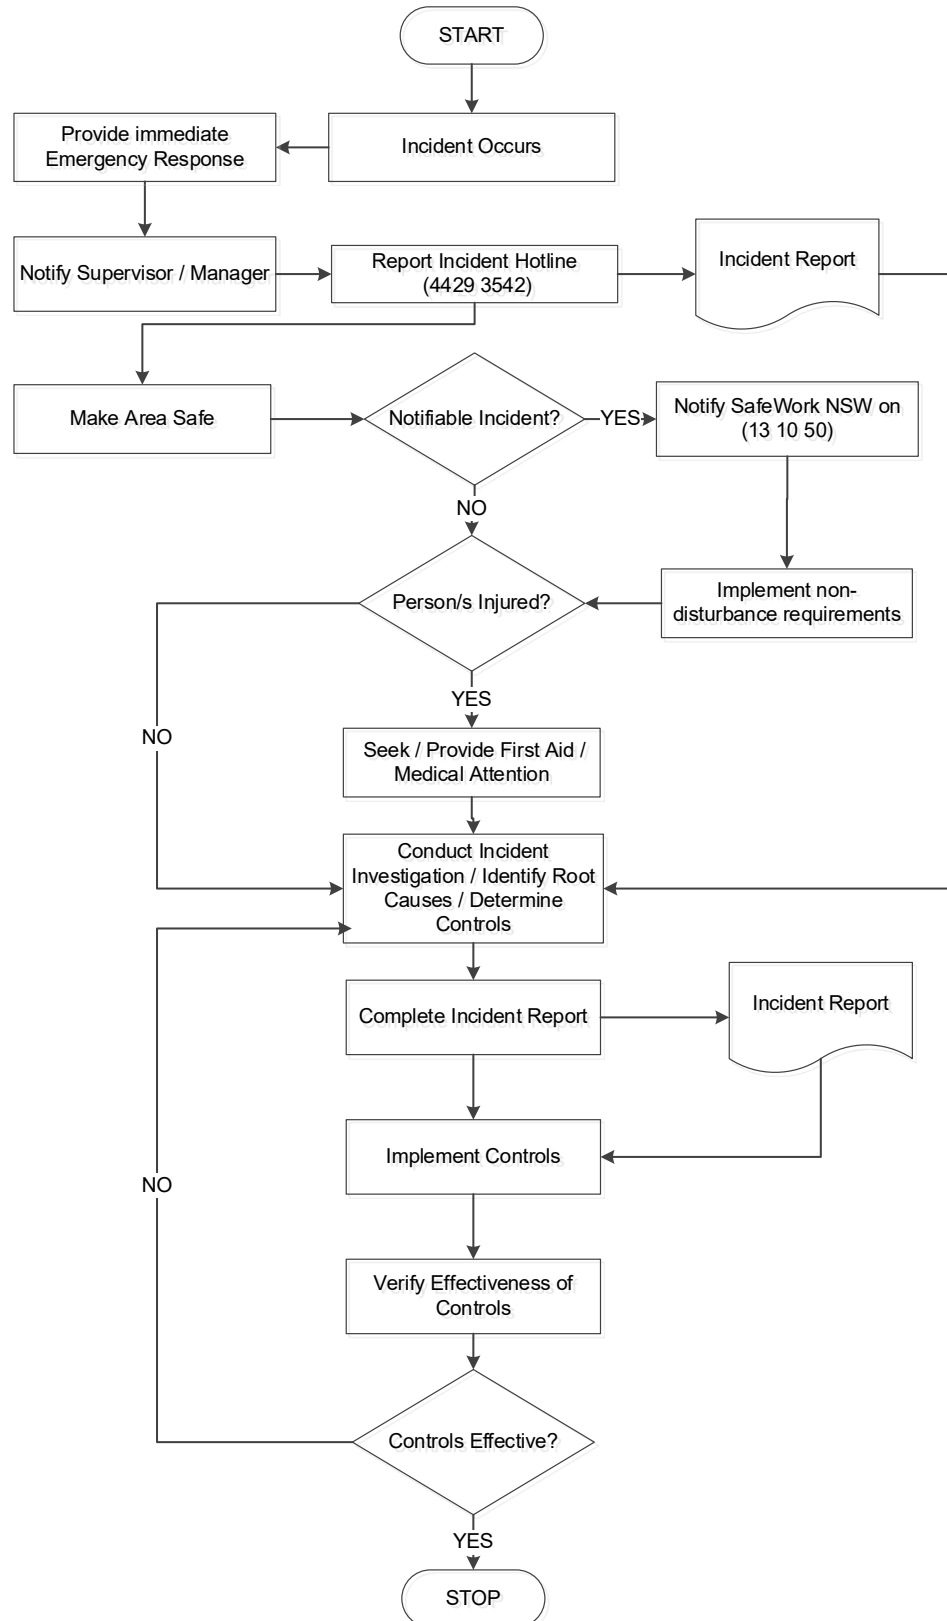 START
Incident Occurs
Provide immediate
Emergency Response
Notify Supervisor / Manager
Report Incident Hotline
(4429 3542)
Incident Report
Make Area Safe
Notifiable Incident?
YES
Notify SafeWork NSW on
(13 10 50)
NO
Implement non-
disturbance requirements
Person/s Injured?
YES
NO
Seek / Provide First Aid /
Medical Attention
Conduct Incident
Investigation / Identify Root
Causes / Determine
Controls
Complete Incident Report
Incident Report
Implement Controls
NO
Verify Effectiveness of
Controls
Controls Effective?
YES
STOP